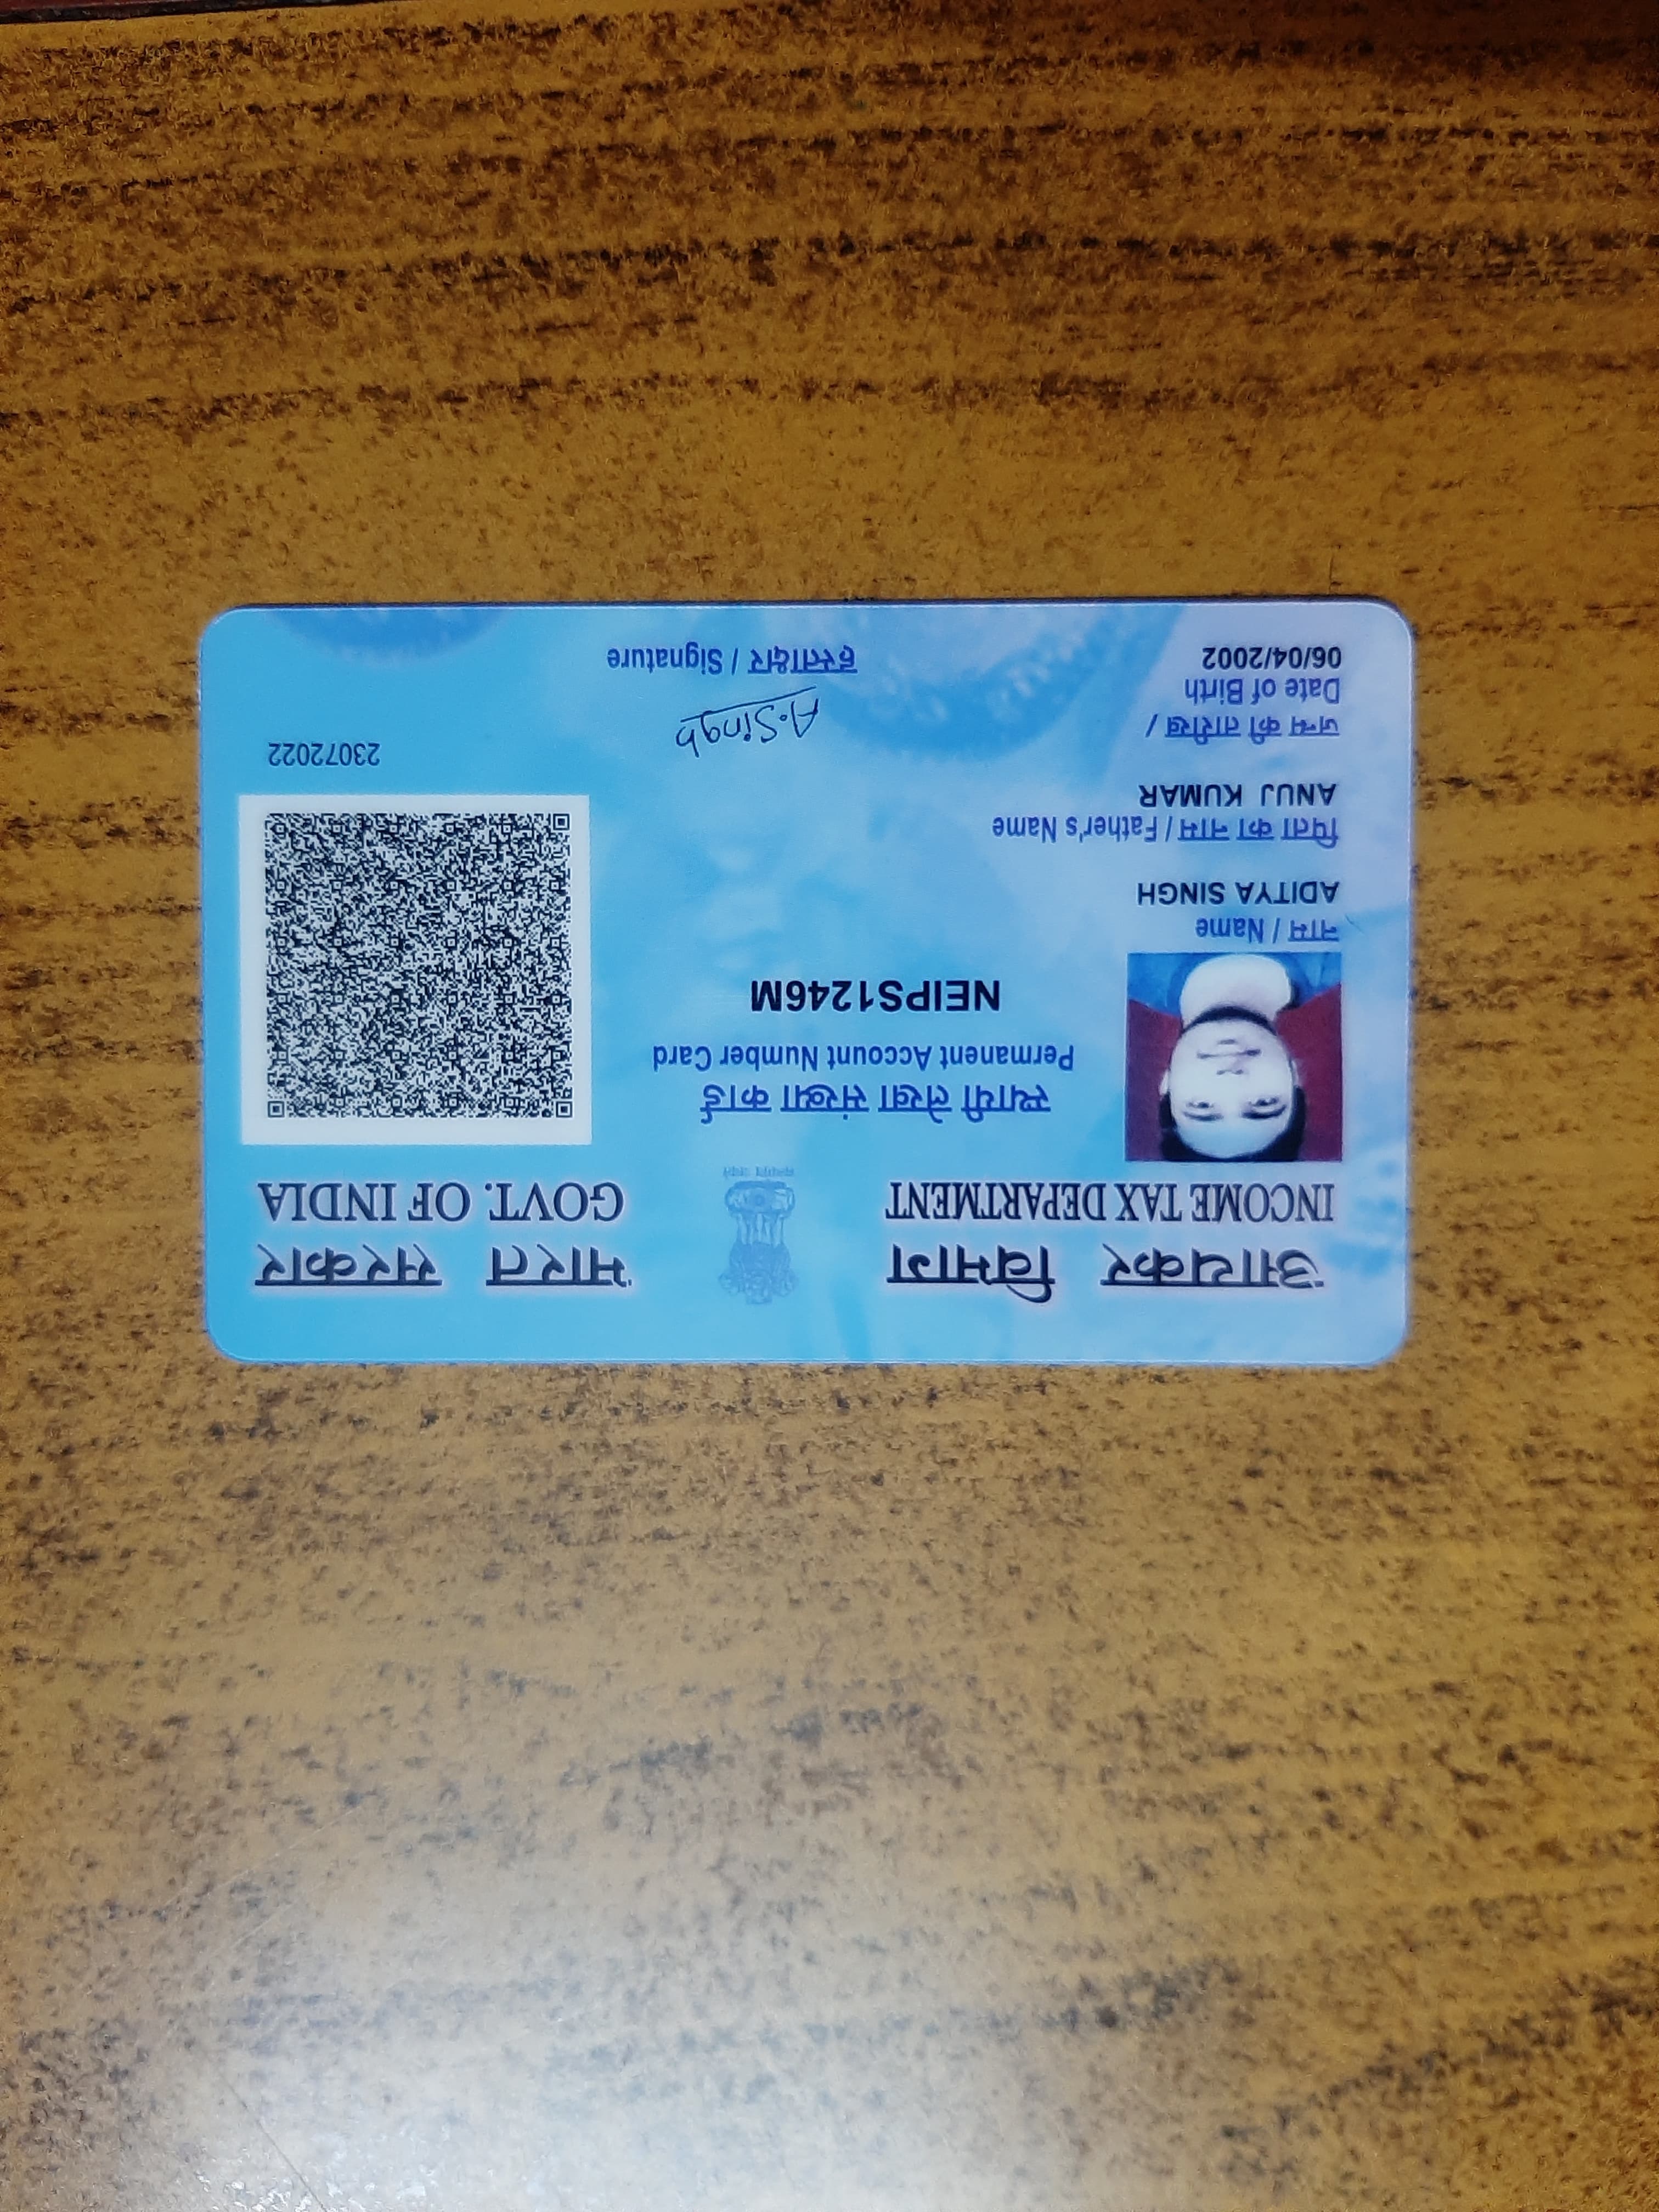 आयकर विभाग
INCOME TAX DEPARTMENT
भारत सरकार
GOVT. OF INDIA
स्थायी लेखा संख्या कार्ड
Permanent Account Number Card
NEIPS1246M
नाम / Name
ADITYA SINGH
पिता का नाम / Father's Name
ANUJ KUMAR
जन्म की तारीख /
Date of Birth
06/04/2002
A.Singh
हस्ताक्षर / Signature
23072022